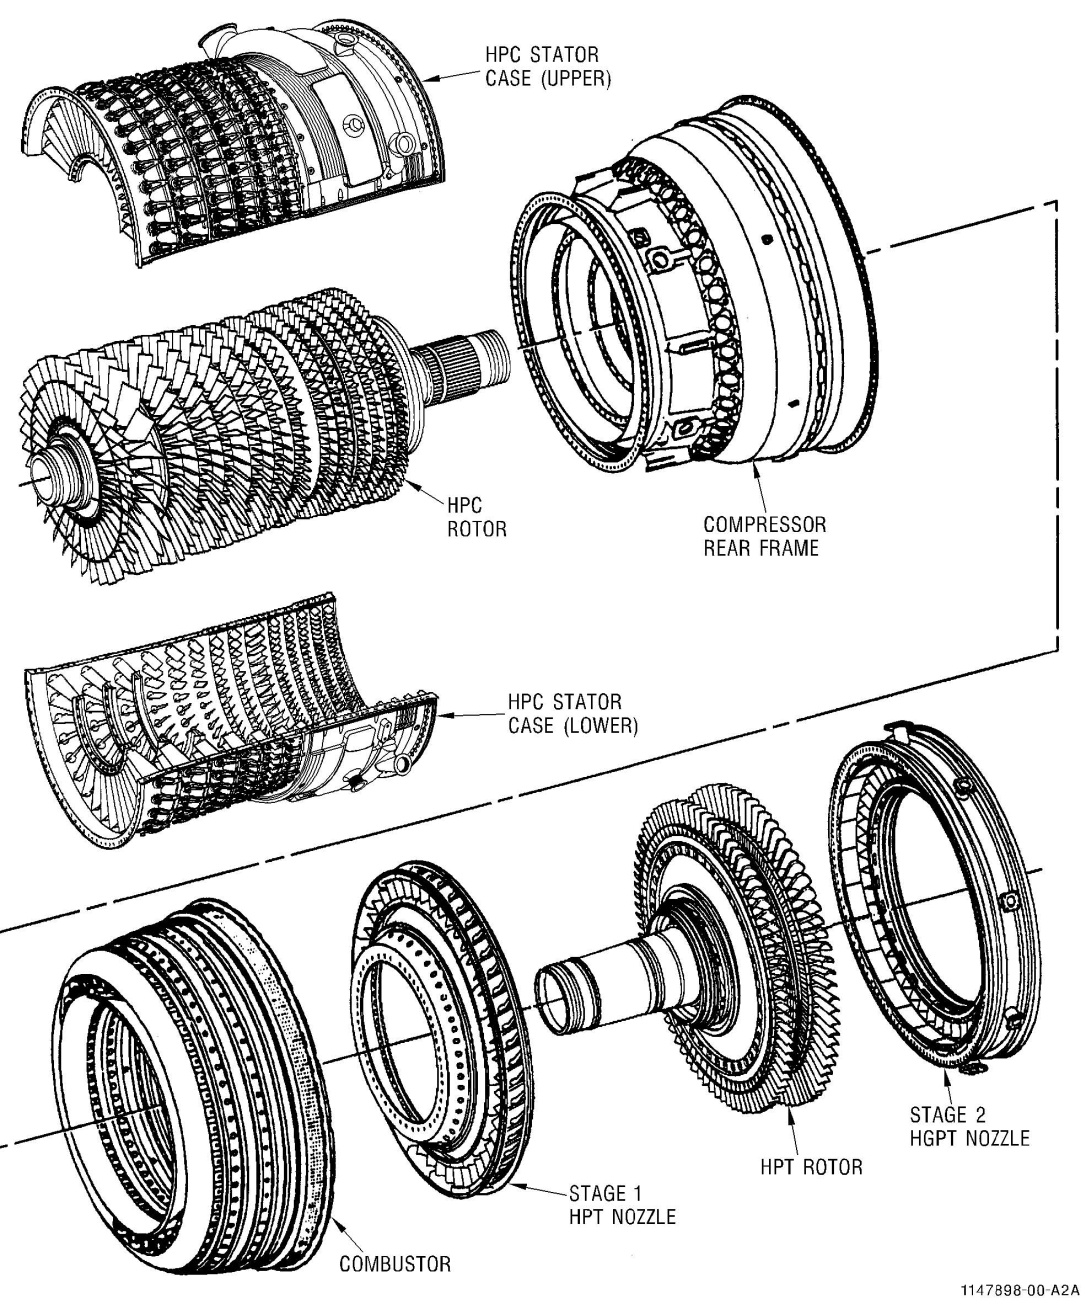 HPC STATOR
CASE (UPPER)
HPC
ROTOR
COMPRESSOR
REAR FRAME
HPC STATOR
CASE (LOWER)
STAGE 2
HGPT NOZZLE
HPT ROTOR
STAGE 1
HPT NOZZLE
COMBUSTOR
1147898-00-A2A